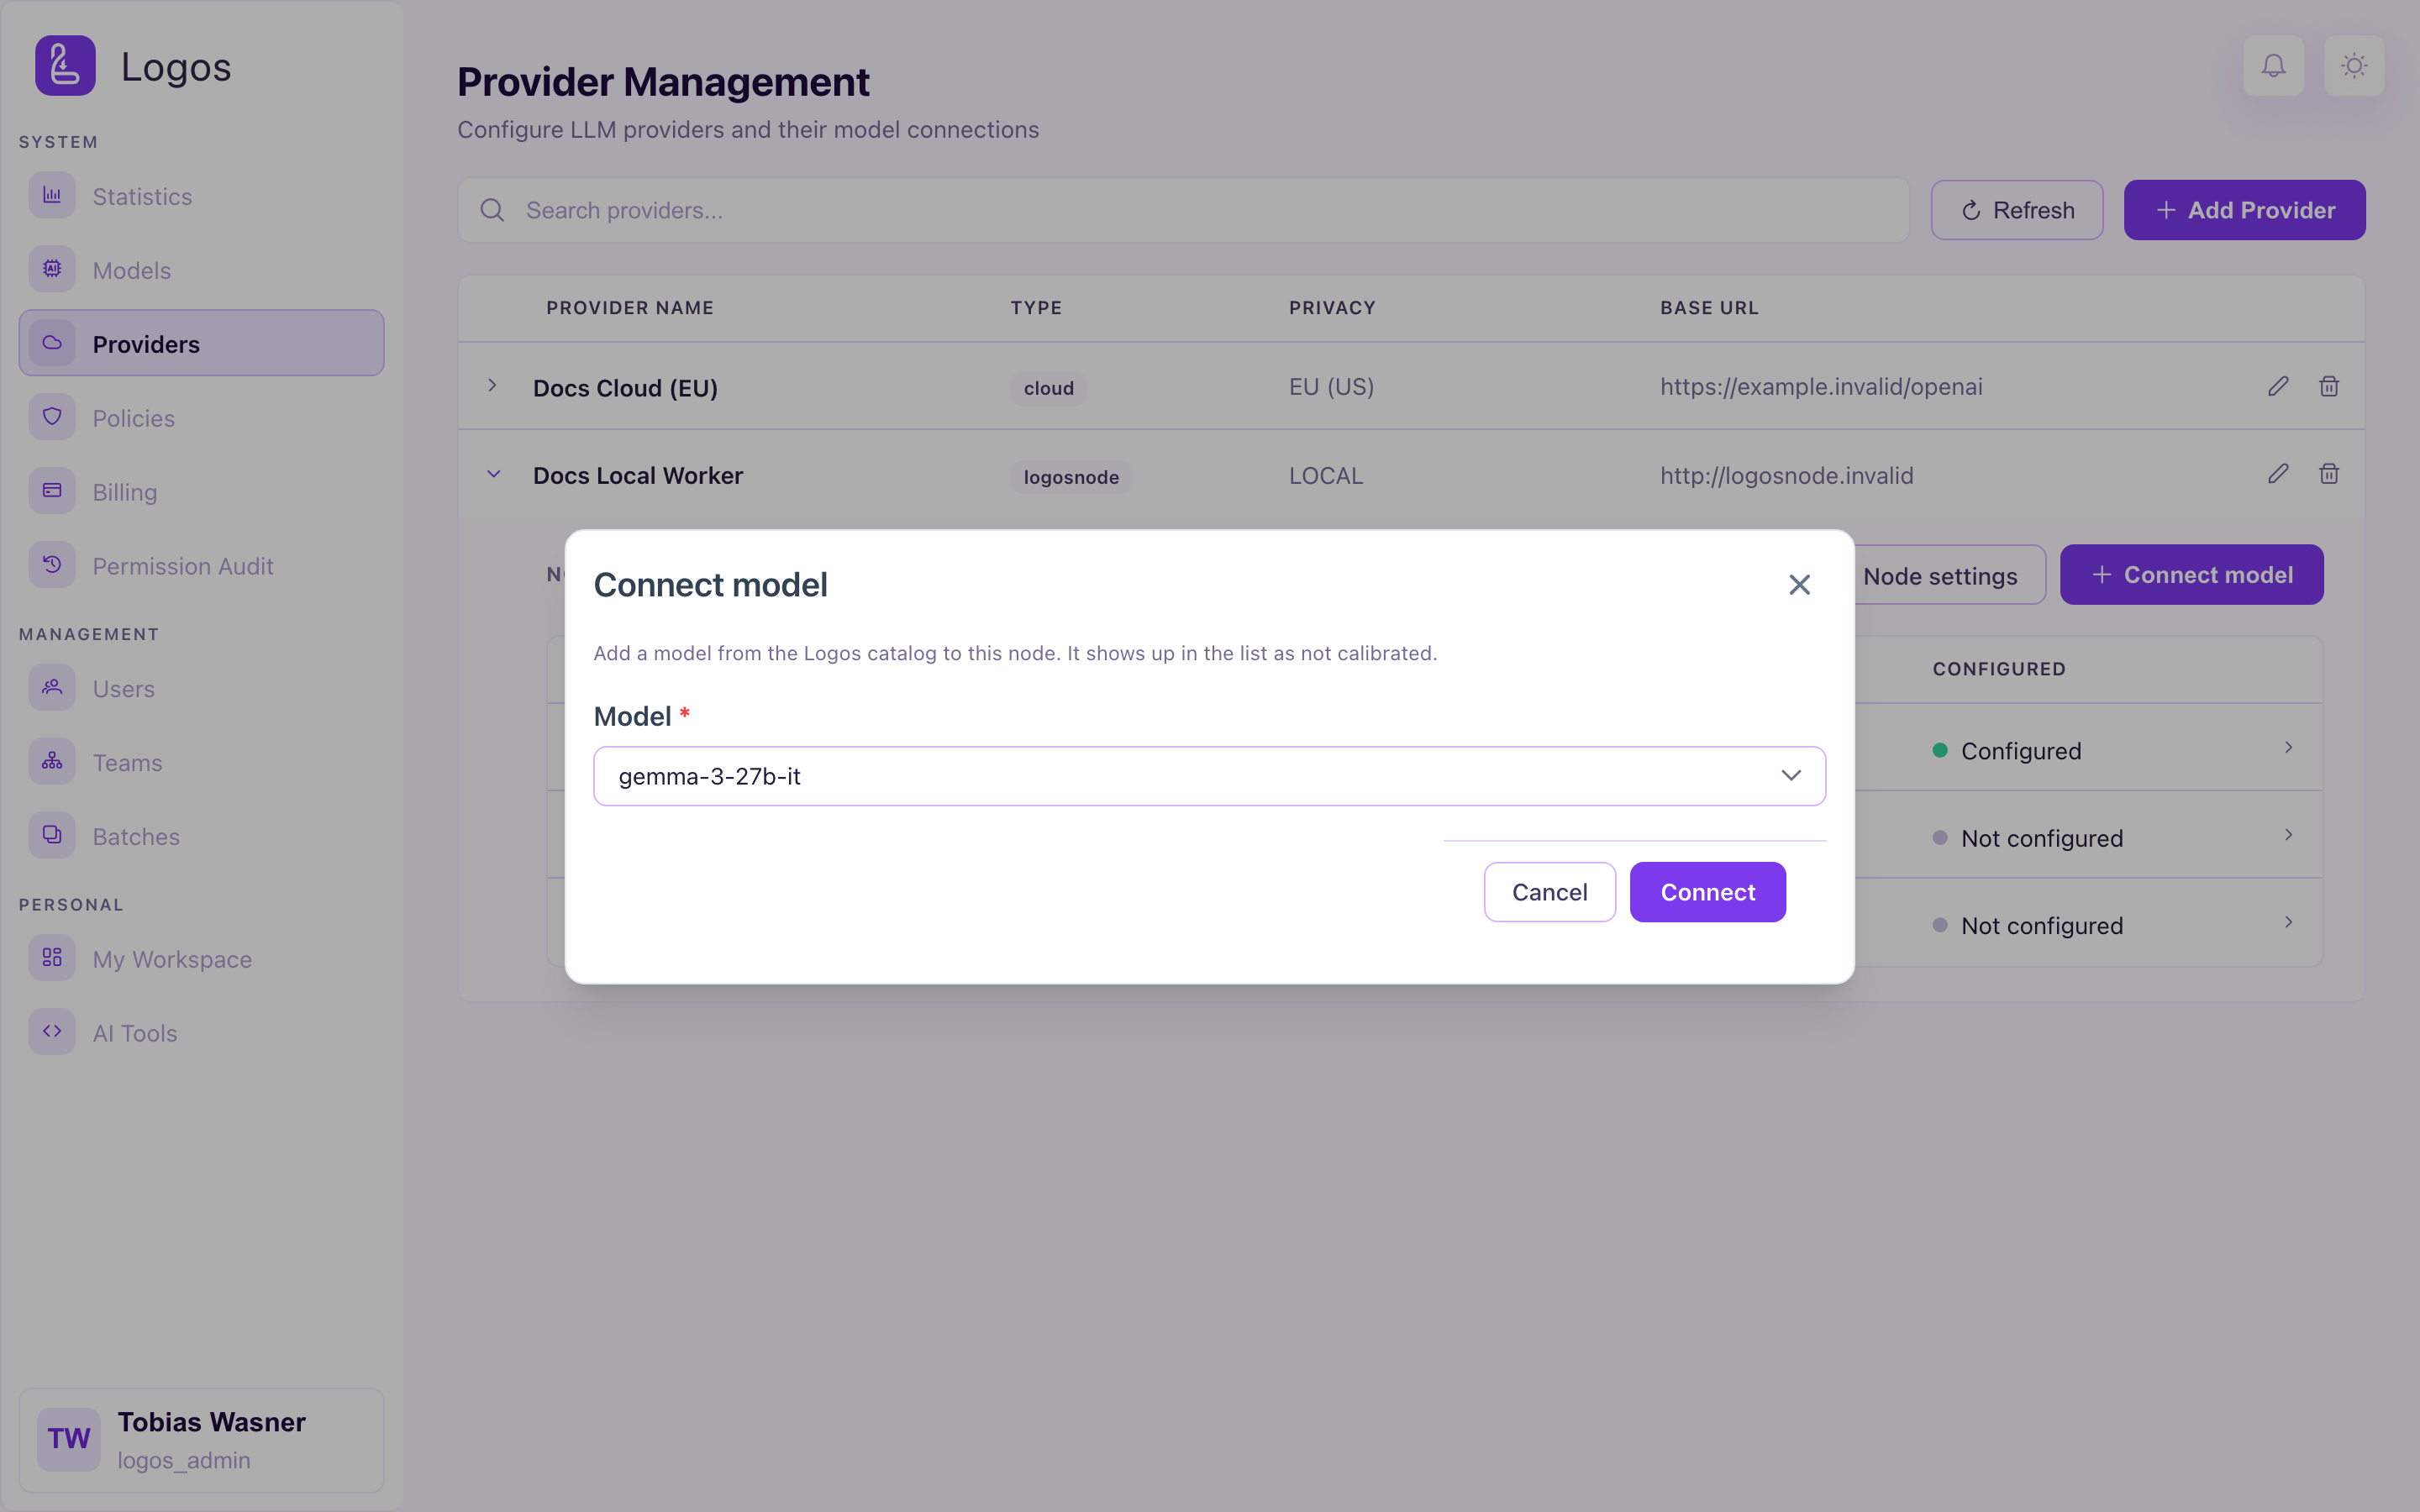 Logos
SYSTEM
Statistics
Models
Providers
Policies
Billing
Permission Audit
MANAGEMENT
Users
Teams
Batches
PERSONAL
My Workspace
AI Tools
TW
Tobias Wasner
logos_admin
Provider Management
Configure LLM providers and their model connections
Search providers...
Refresh
+ Add Provider
PROVIDER NAME TYPE PRIVACY BASE URL
Docs Cloud (EU) cloud EU (US) https://example.invalid/openai
Docs Local Worker logosnode LOCAL http://logosnode.invalid
Node settings
+ Connect model
CONFIGURED
Configured
Not configured
Not configured
Connect model
Add a model from the Logos catalog to this node. It shows up in the list as not calibrated.
Model *
gemma-3-27b-it
Cancel
Connect